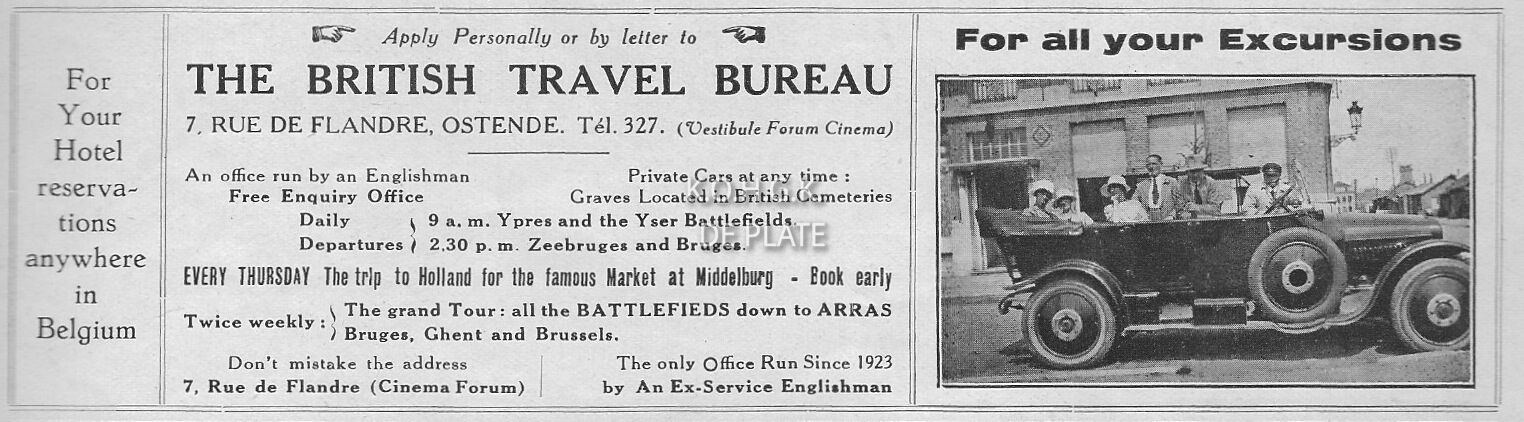 For
Your
Hotel
reserva-
tions
anywhere
in
Belgium
Apply Personally or by letter to
THE BRITISH TRAVEL BUREAU
7, RUE DE FLANDRE, OSTENDE. Tél. 327. (Vestibule Forum Cinema)
An office run by an Englishman
Free Enquiry Office
Private Cars at any time :
Graves Located in British Cemeteries
Daily Departures
9 a. m. Ypres and the Yser Battlefields.
2.30 p. m. Zeebruges and Bruges.
EVERY THURSDAY The trip to Holland for the famous Market at Middelburg - Book early
Twice weekly :
The grand Tour : all the BATTLEFIEDS down to ARRAS
Bruges, Ghent and Brussels.
Don't mistake the address
7, Rue de Flandre (Cinema Forum)
The only Office Run Since 1923
by An Ex-Service Englishman
For all your Excursions
DE PLATE